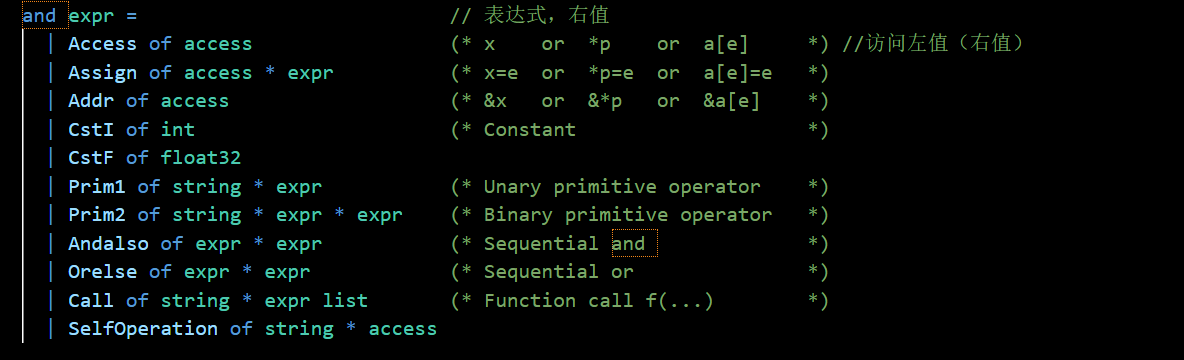 and expr =                                         // 表达式，右值
  | Access of access                 (* x    or  *p    or  a[e]     *) //访问左值（右值）
  | Assign of access * expr          (* x=e  or  *p=e  or  a[e]=e   *)
  | Addr of access                   (* &x   or  &*p   or  &a[e]    *)
  | CstI of int                      (* Constant                    *)
  | CstF of float32
  | Prim1 of string * expr           (* Unary primitive operator    *)
  | Prim2 of string * expr * expr    (* Binary primitive operator   *)
  | Andalso of expr * expr           (* Sequential and              *)
  | Orelse of expr * expr            (* Sequential or               *)
  | Call of string * expr list       (* Function call f(...)        *)
  | SelfOperation of string * access